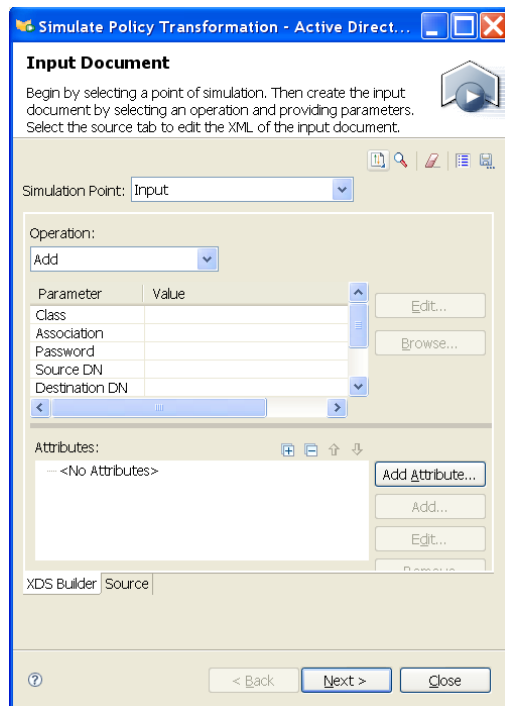 Simulate Policy Transformation - Active Direct...
Input Document
Begin by selecting a point of simulation. Then create the input
document by selecting an operation and providing parameters.
Select the source tab to edit the XML of the input document.
Simulation Point: Input
Operation:
Add
Parameter Value
Class
Association
Password
Source DN
Destination DN
Edit...
Browse...
Attributes:
<No Attributes>
Add Attribute...
Add...
Edit...
Remove
XDS Builder Source
< Back Next > Close